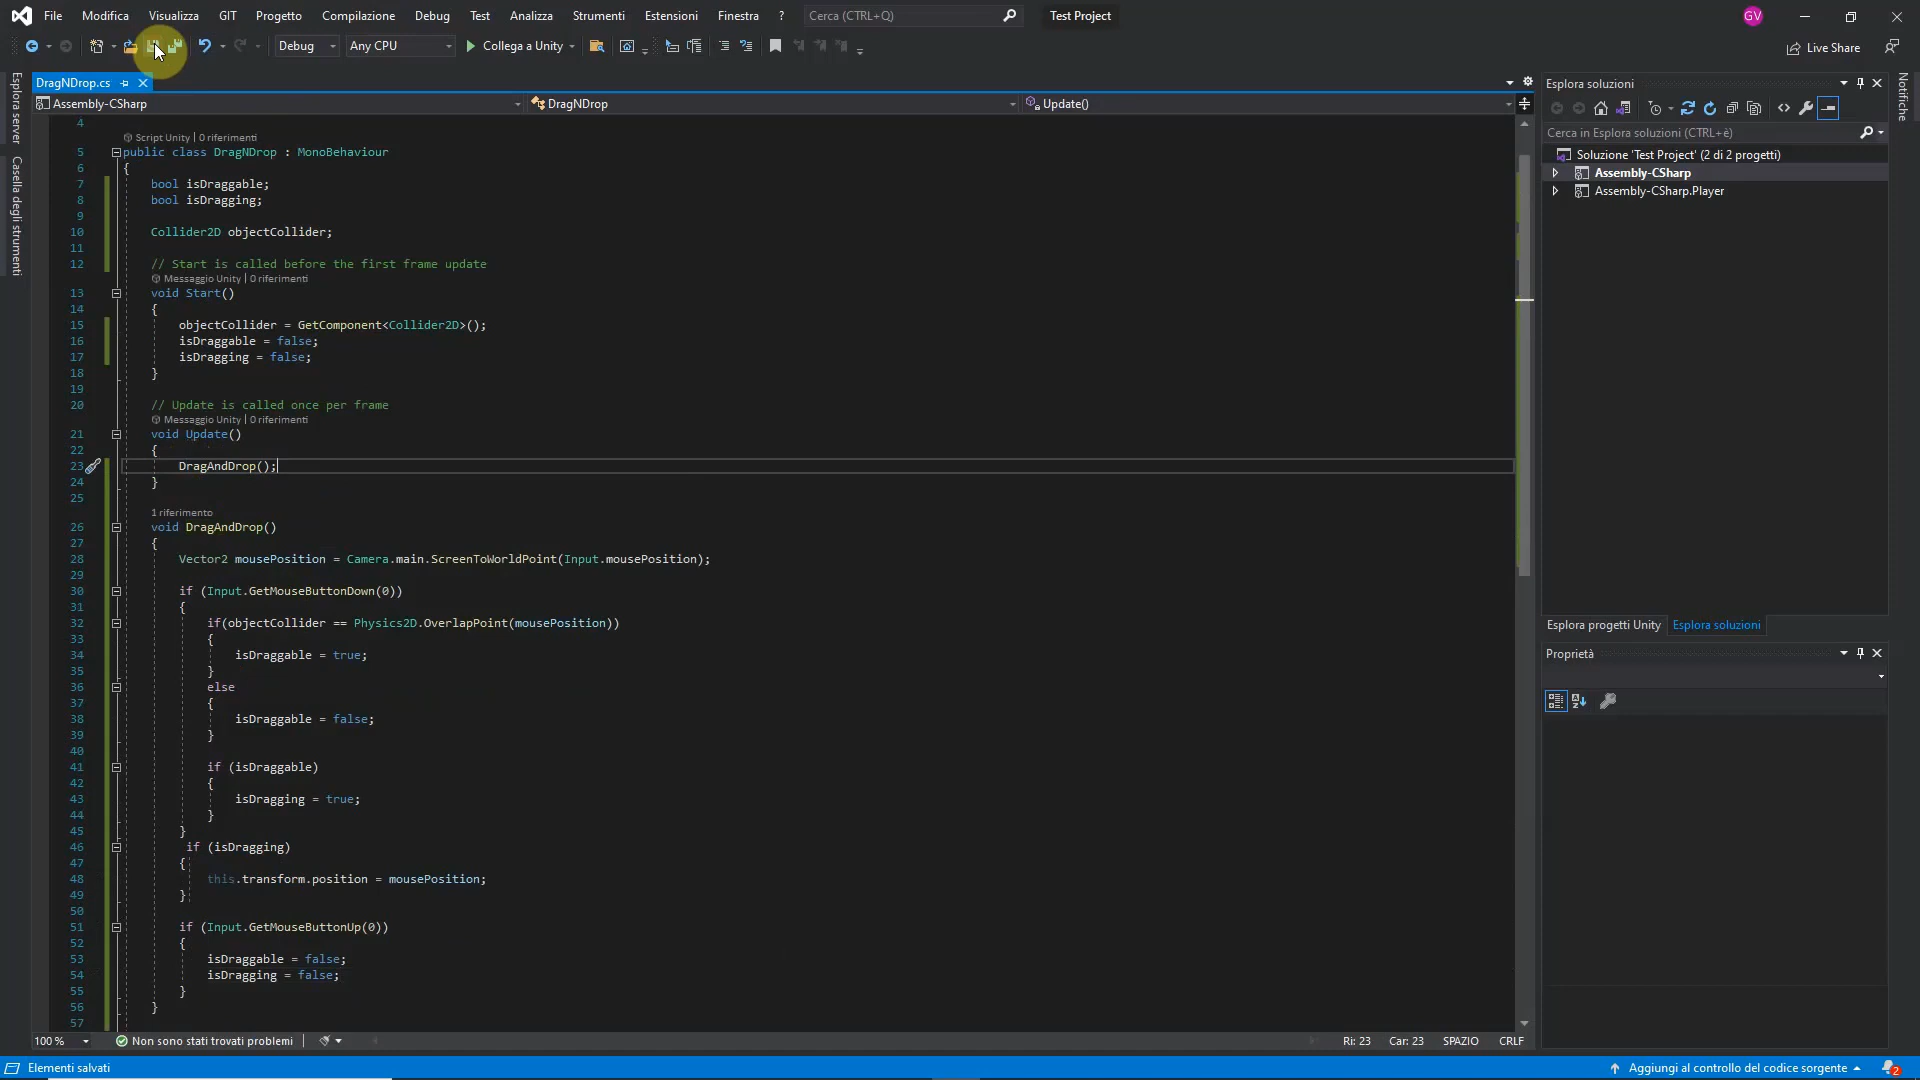 File Modifica Visualizza GIT Progetto Compilazione Debug Test Analizza Strumenti Estensioni Finestra ? Cerca (CTRL+Q) Test Project GV
Debug Any CPU Collega a Unity Live Share
DragNDrop.cs
Assembly-CSharp DragNDrop Update()
Esplora server
Casella degli strumenti
4
Script Unity | 0 riferimenti
5 public class DragNDrop : MonoBehaviour
6 {
7 bool isDraggable;
8 bool isDragging;
9
10 Collider2D objectCollider;
11
12 // Start is called before the first frame update
Messaggio Unity | 0 riferimenti
13 void Start()
14 {
15 objectCollider = GetComponent<Collider2D>();
16 isDraggable = false;
17 isDragging = false;
18 }
19
20 // Update is called once per frame
Messaggio Unity | 0 riferimenti
21 void Update()
22 {
23 DragAndDrop();
24 }
25
1 riferimento
26 void DragAndDrop()
27 {
28 Vector2 mousePosition = Camera.main.ScreenToWorldPoint(Input.mousePosition);
29
30 if (Input.GetMouseButtonDown(0))
31 {
32 if(objectCollider == Physics2D.OverlapPoint(mousePosition))
33 {
34 isDraggable = true;
35 }
36 else
37 {
38 isDraggable = false;
39 }
40
41 if (isDraggable)
42 {
43 isDragging = true;
44 }
45 }
46 if (isDragging)
47 {
48 this.transform.position = mousePosition;
49 }
50
51 if (Input.GetMouseButtonUp(0))
52 {
53 isDraggable = false;
54 isDragging = false;
55 }
56 }
57
100 % Non sono stati trovati problemi Ri: 23 Car: 23 SPAZIO CRLF
Esplora soluzioni
Cerca in Esplora soluzioni (CTRL+è)
Soluzione 'Test Project' (2 di 2 progetti)
Assembly-CSharp
Assembly-CSharp.Player
Esplora progetti Unity Esplora soluzioni
Proprietà
Notifiche
Elementi salvati Aggiungi al controllo del codice sorgente 2